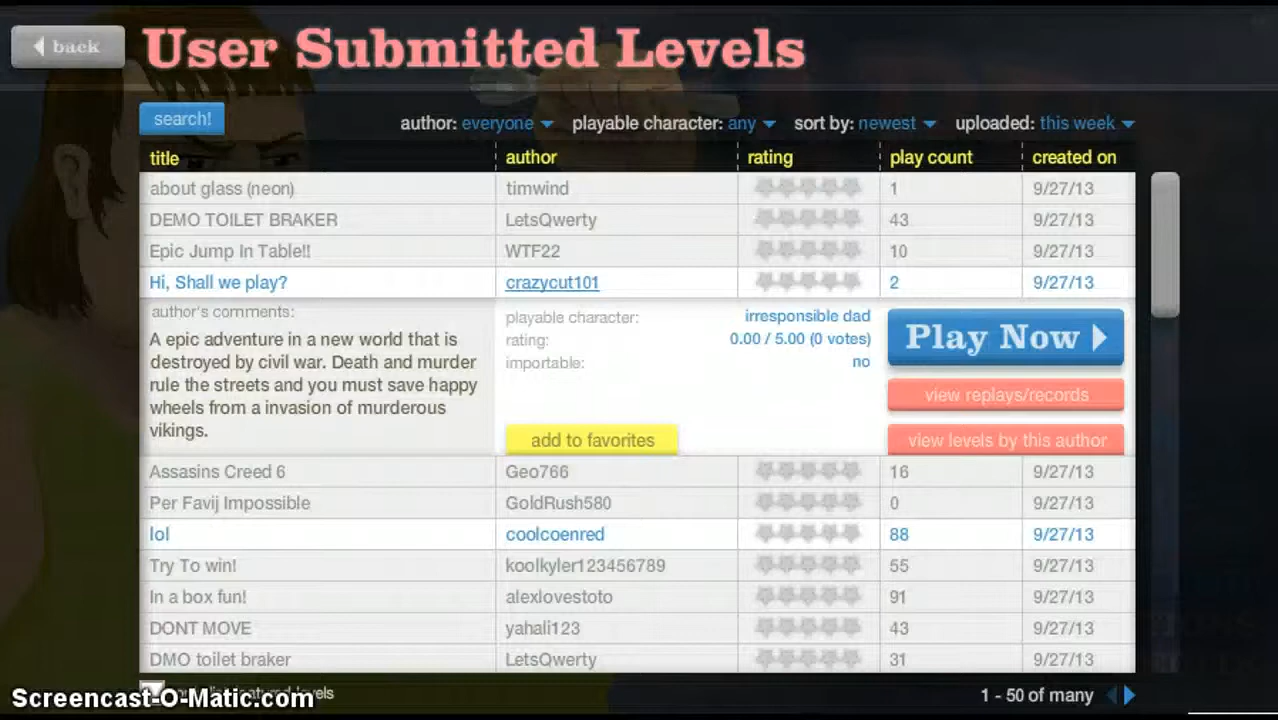 back
User Submitted Levels
search!
author: everyone playable character: any sort by: newest uploaded: this week
title author rating play count created on
about glass (neon) timwind 1 9/27/13
DEMO TOILET BRAKER LetsQwerty 43 9/27/13
Epic Jump In Table!! WTF22 10 9/27/13
Hi, Shall we play? crazycut101 2 9/27/13
author's comments:
A epic adventure in a new world that is
destroyed by civil war. Death and murder
rule the streets and you must save happy
wheels from a invasion of murderous
vikings.
playable character: irresponsible dad
rating: 0.00 / 5.00 (0 votes)
importable: no
add to favorites
Play Now
view replays/records
view levels by this author
Assasins Creed 6 Geo766 16 9/27/13
Per Favij Impossible GoldRush580 0 9/27/13
lol coolcoenred 88 9/27/13
Try To win! koolkyler123456789 55 9/27/13
In a box fun! alexlovestoto 91 9/27/13
DONT MOVE yahali123 43 9/27/13
DMO toilet braker LetsQwerty 31 9/27/13
levels
1 - 50 of many
Screencast-O-Matic.com